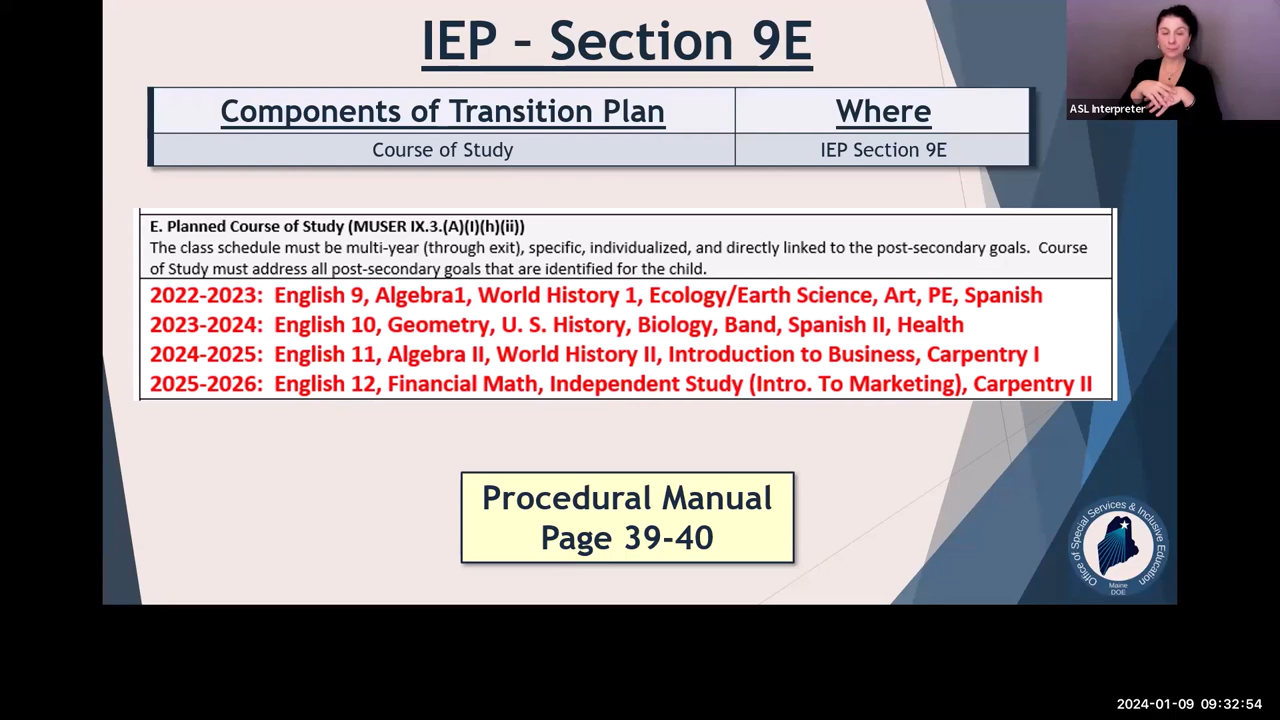 IEP – Section 9E
ASL Interpreter
Components of Transition Plan Where
Course of Study IEP Section 9E
E. Planned Course of Study (MUSER IX.3.(A)(I)(h)(ii))
The class schedule must be multi-year (through exit), specific, individualized, and directly linked to the post-secondary goals. Course
of Study must address all post-secondary goals that are identified for the child.
2022-2023: English 9, Algebra1, World History 1, Ecology/Earth Science, Art, PE, Spanish
2023-2024: English 10, Geometry, U. S. History, Biology, Band, Spanish II, Health
2024-2025: English 11, Algebra II, World History II, Introduction to Business, Carpentry I
2025-2026: English 12, Financial Math, Independent Study (Intro. To Marketing), Carpentry II
Procedural Manual
Page 39-40
Office of Special Services & Inclusive Education
Maine
DOE
2024-01-09 09:32:54